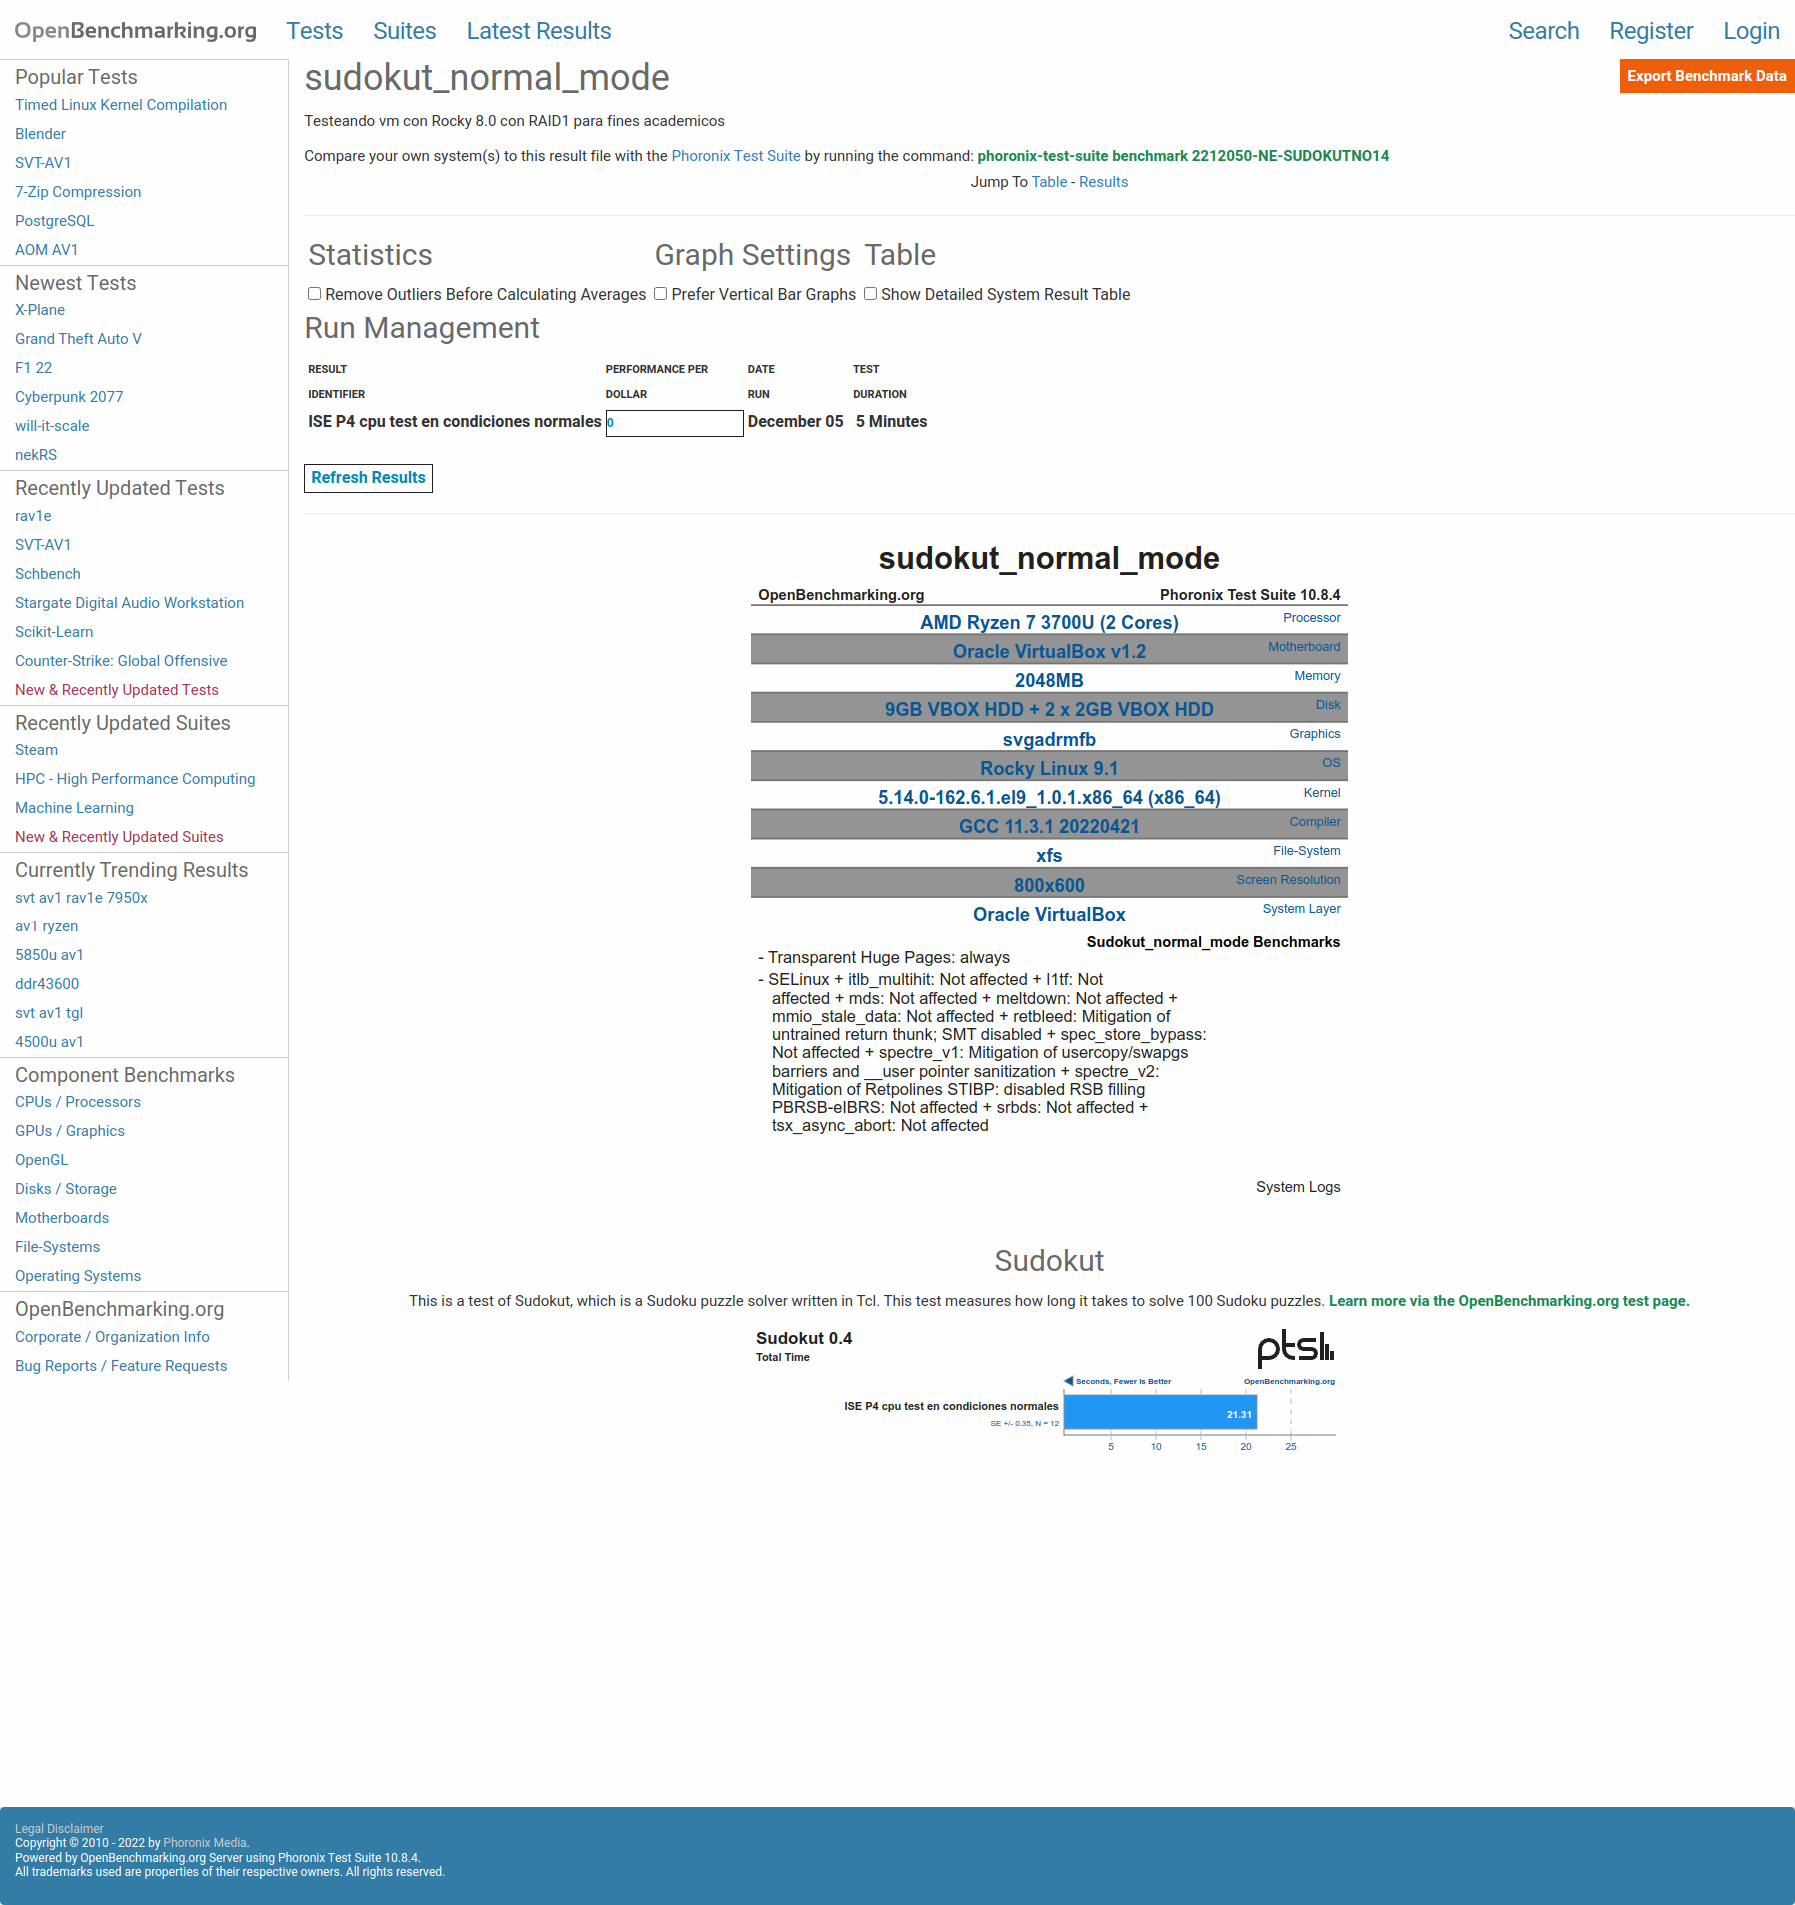 OpenBenchmarking.org Tests Suites Latest Results Search Register Login
Popular Tests
Timed Linux Kernel Compilation
Blender
SVT-AV1
7-Zip Compression
PostgreSQL
AOM AV1
Newest Tests
X-Plane
Grand Theft Auto V
F1 22
Cyberpunk 2077
will-it-scale
nekRS
Recently Updated Tests
rav1e
SVT-AV1
Schbench
Stargate Digital Audio Workstation
Scikit-Learn
Counter-Strike: Global Offensive
New & Recently Updated Tests
Recently Updated Suites
Steam
HPC - High Performance Computing
Machine Learning
New & Recently Updated Suites
Currently Trending Results
svt av1 rav1e 7950x
av1 ryzen
5850u av1
ddr43600
svt av1 tgl
4500u av1
Component Benchmarks
CPUs / Processors
GPUs / Graphics
OpenGL
Disks / Storage
Motherboards
File-Systems
Operating Systems
OpenBenchmarking.org
Corporate / Organization Info
Bug Reports / Feature Requests
sudokut_normal_mode
Export Benchmark Data
Testeando vm con Rocky 8.0 con RAID1 para fines academicos
Compare your own system(s) to this result file with the Phoronix Test Suite by running the command: phoronix-test-suite benchmark 2212050-NE-SUDOKUTNO14
Jump To Table - Results
Statistics Graph Settings Table
Remove Outliers Before Calculating Averages Prefer Vertical Bar Graphs Show Detailed System Result Table
Run Management
RESULT PERFORMANCE PER DATE TEST
IDENTIFIER DOLLAR RUN DURATION
ISE P4 cpu test en condiciones normales 0 December 05 5 Minutes
Refresh Results
sudokut_normal_mode
OpenBenchmarking.org Phoronix Test Suite 10.8.4
AMD Ryzen 7 3700U (2 Cores) Processor
Oracle VirtualBox v1.2 Motherboard
2048MB Memory
9GB VBOX HDD + 2 x 2GB VBOX HDD Disk
svgadrmfb Graphics
Rocky Linux 9.1 OS
5.14.0-162.6.1.el9_1.0.1.x86_64 (x86_64) Kernel
GCC 11.3.1 20220421 Compiler
xfs File-System
800x600 Screen Resolution
Oracle VirtualBox System Layer
Sudokut_normal_mode Benchmarks
- Transparent Huge Pages: always
- SELinux + itlb_multihit: Not affected + l1tf: Not
affected + mds: Not affected + meltdown: Not affected +
mmio_stale_data: Not affected + retbleed: Mitigation of
untrained return thunk; SMT disabled + spec_store_bypass:
Not affected + spectre_v1: Mitigation of usercopy/swapgs
barriers and __user pointer sanitization + spectre_v2:
Mitigation of Retpolines STIBP: disabled RSB filling
PBRSB-eIBRS: Not affected + srbds: Not affected +
tsx_async_abort: Not affected
System Logs
Sudokut
This is a test of Sudokut, which is a Sudoku puzzle solver written in Tcl. This test measures how long it takes to solve 100 Sudoku puzzles. Learn more via the OpenBenchmarking.org test page.
Sudokut 0.4
Total Time
ptsl
Seconds, Fewer Is Better OpenBenchmarking.org
ISE P4 cpu test en condiciones normales 21.31
SE +/- 0.35, N = 12
5 10 15 20 25
Legal Disclaimer
Copyright © 2010 - 2022 by Phoronix Media.
Powered by OpenBenchmarking.org Server using Phoronix Test Suite 10.8.4.
All trademarks used are properties of their respective owners. All rights reserved.